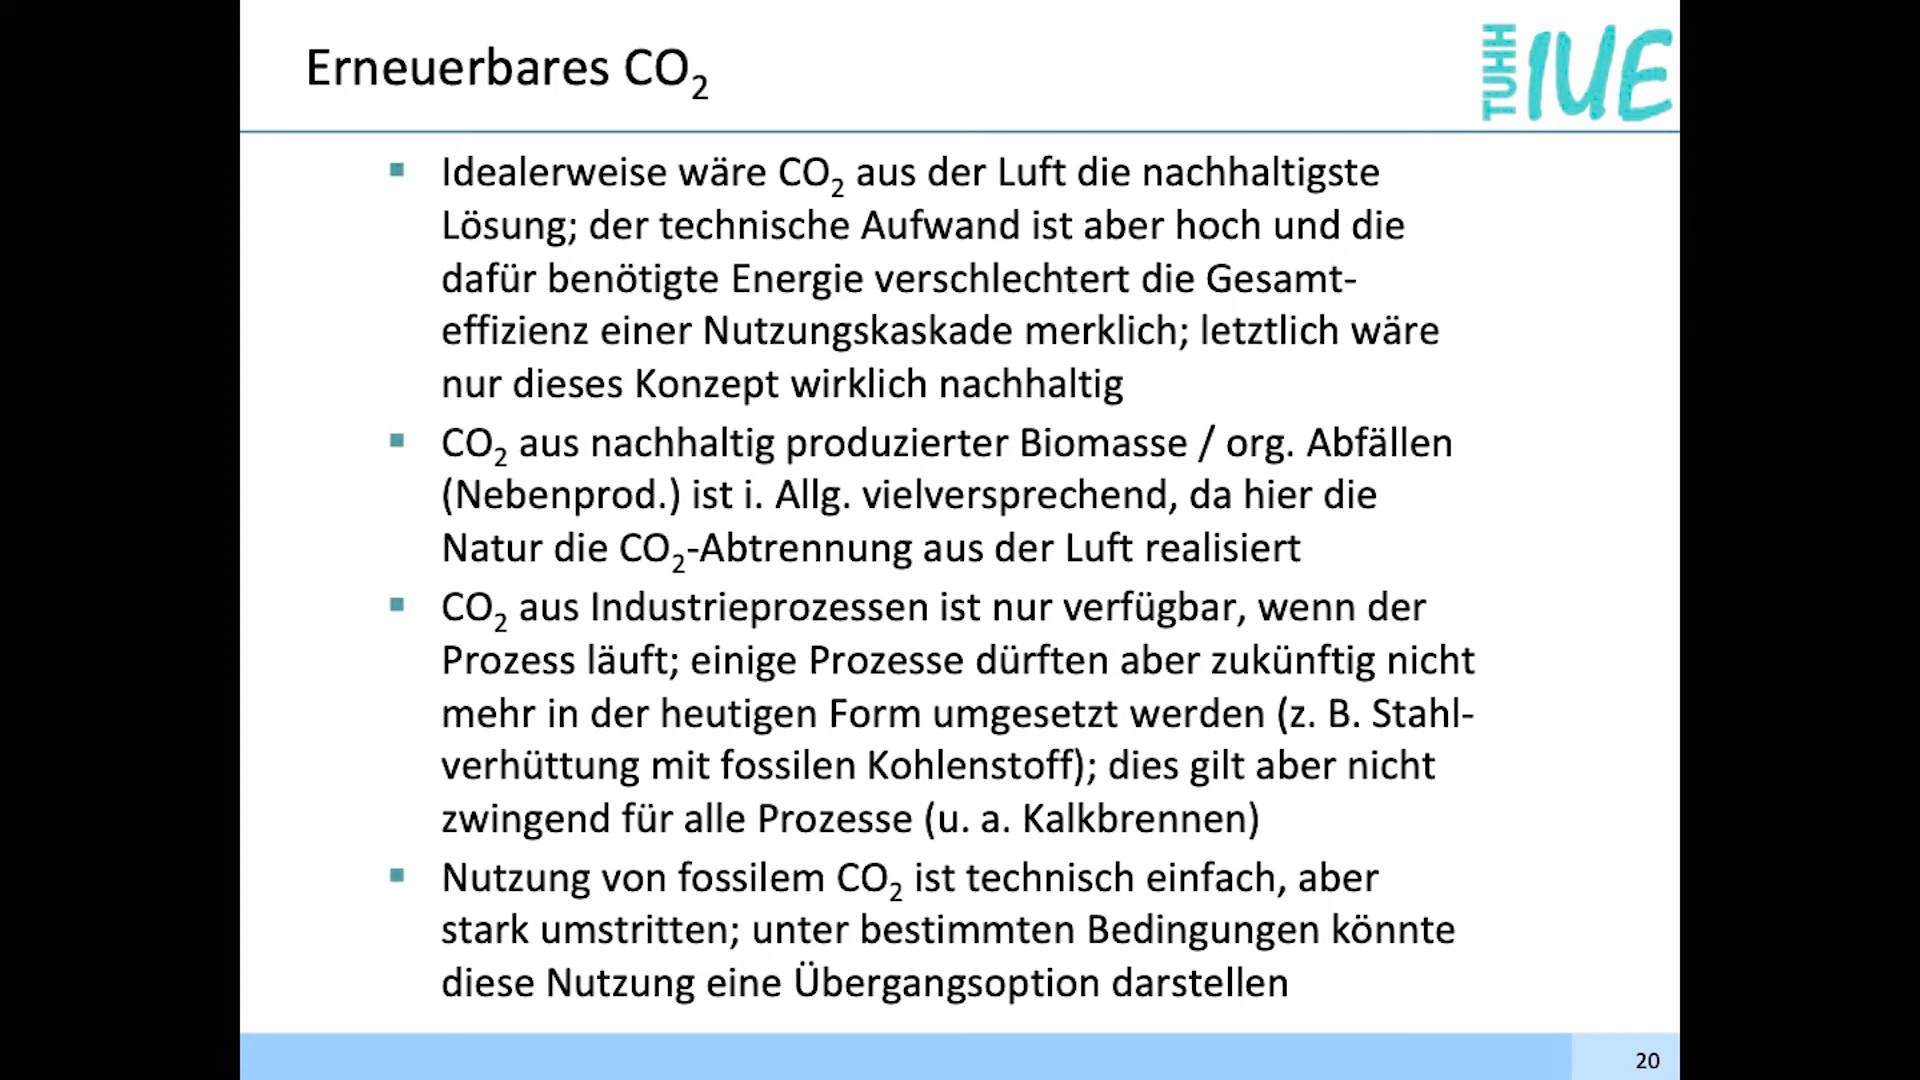 Erneuerbares CO₂
TUHH IUE
Idealerweise wäre CO₂ aus der Luft die nachhaltigste
Lösung; der technische Aufwand ist aber hoch und die
dafür benötigte Energie verschlechtert die Gesamt-
effizienz einer Nutzungskaskade merklich; letztlich wäre
nur dieses Konzept wirklich nachhaltig
CO₂ aus nachhaltig produzierter Biomasse / org. Abfällen
(Nebenprod.) ist i. Allg. vielversprechend, da hier die
Natur die CO₂-Abtrennung aus der Luft realisiert
CO₂ aus Industrieprozessen ist nur verfügbar, wenn der
Prozess läuft; einige Prozesse dürften aber zukünftig nicht
mehr in der heutigen Form umgesetzt werden (z. B. Stahl-
verhüttung mit fossilen Kohlenstoff); dies gilt aber nicht
zwingend für alle Prozesse (u. a. Kalkbrennen)
Nutzung von fossilem CO₂ ist technisch einfach, aber
stark umstritten; unter bestimmten Bedingungen könnte
diese Nutzung eine Übergangsoption darstellen
20